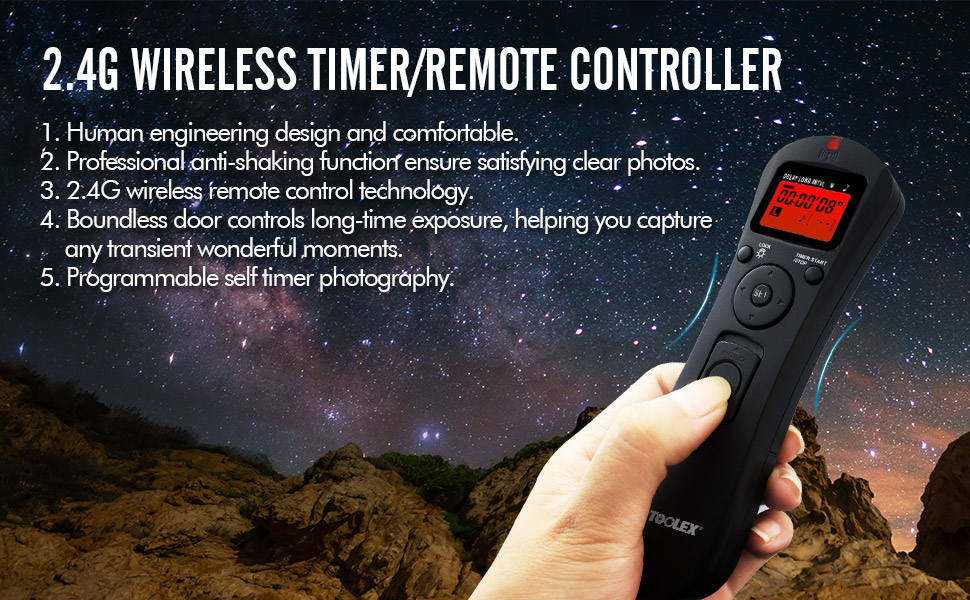 2.4G WIRELESS TIMER/REMOTE CONTROLLER
1. Human engineering design and comfortable.
2. Professional anti-shaking function ensure satisfying clear photos.
3. 2.4G wireless remote control technology.
4. Boundless door controls long-time exposure, helping you capture
any transient wonderful moments.
5. Programmable self timer photography.
DELAY LONG INTVL N
00:00'08"
L
LOCK
TIMER START
/STOP
SET
TOOLEX